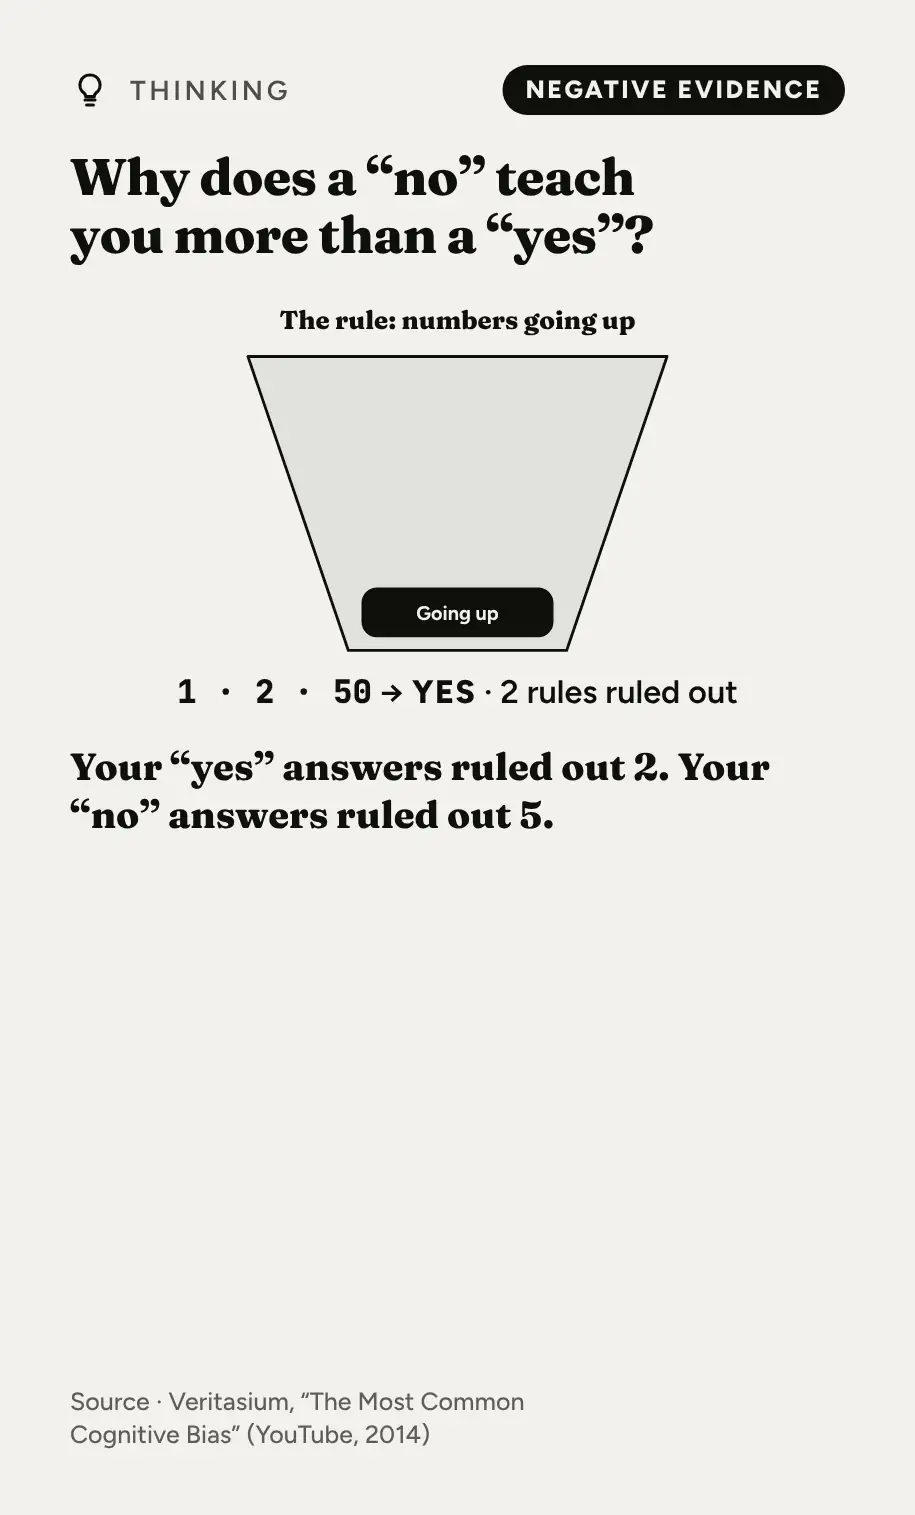 THINKING
NEGATIVE EVIDENCE
Why does a “no” teach
you more than a “yes”?
The rule: numbers going up
Going up
1 · 2 · 50 → YES · 2 rules ruled out
Your “yes” answers ruled out 2. Your
“no” answers ruled out 5.
Source · Veritasium, “The Most Common
Cognitive Bias” (YouTube, 2014)